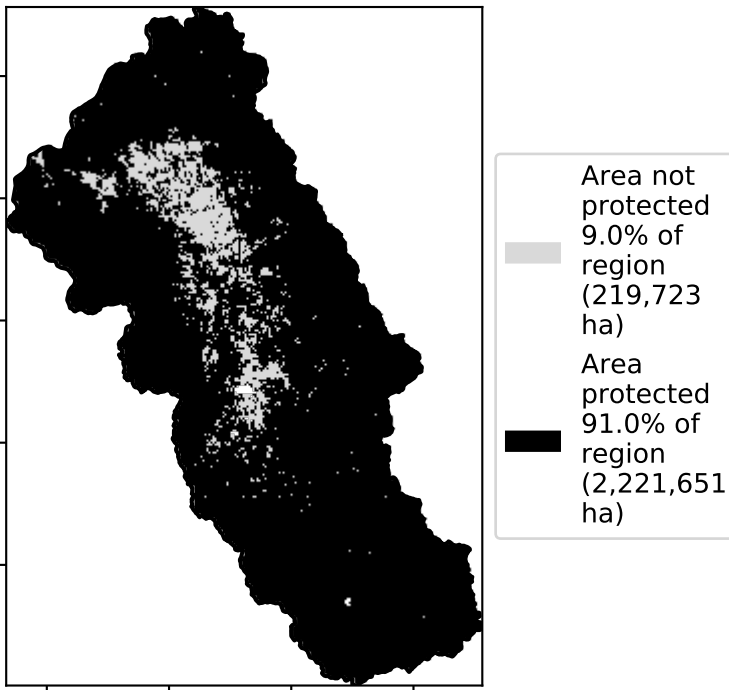 Area not
protected
9.0% of
region
(219,723
ha)
Area
protected
91.0% of
region
(2,221,651
ha)